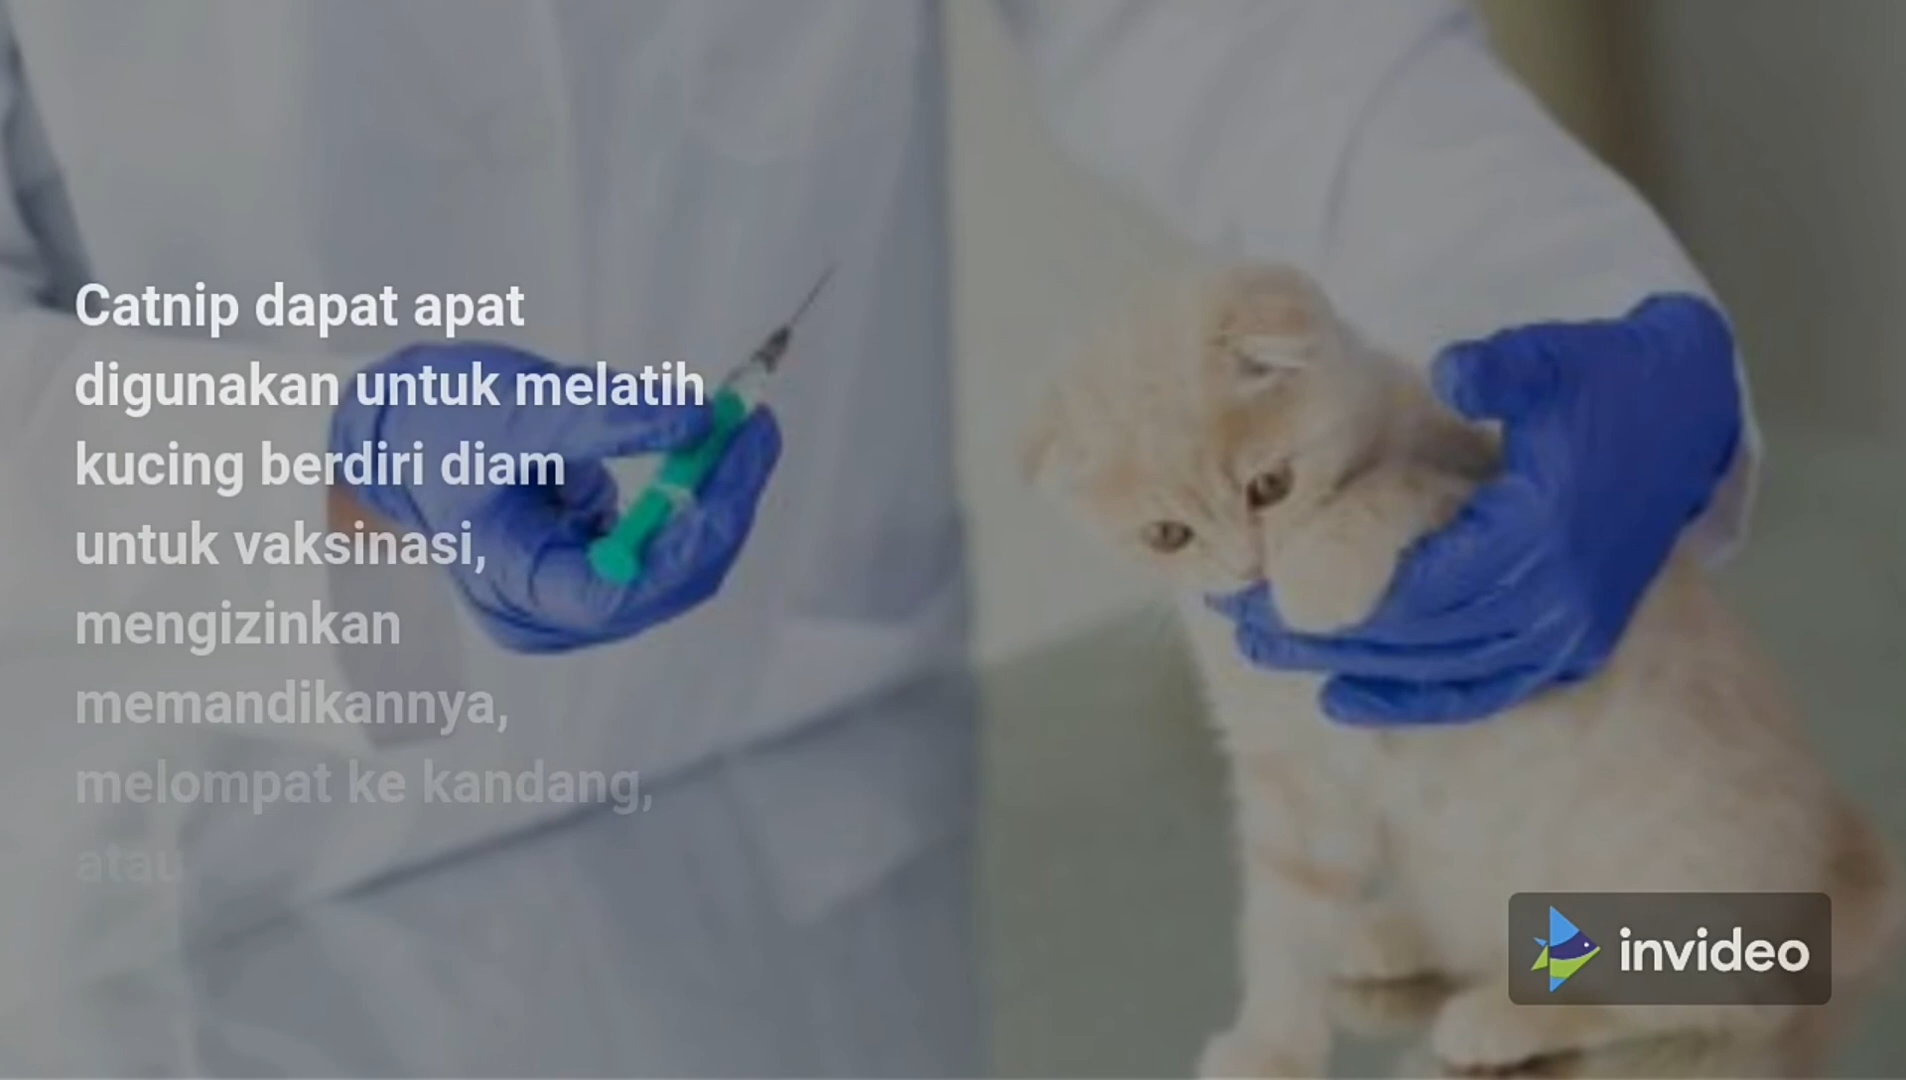 Catnip dapat apat
digunakan untuk melatih
kucing berdiri diam
untuk vaksinasi,
mengizinkan
memandikannya,
melompat ke kandang,
atau
invideo